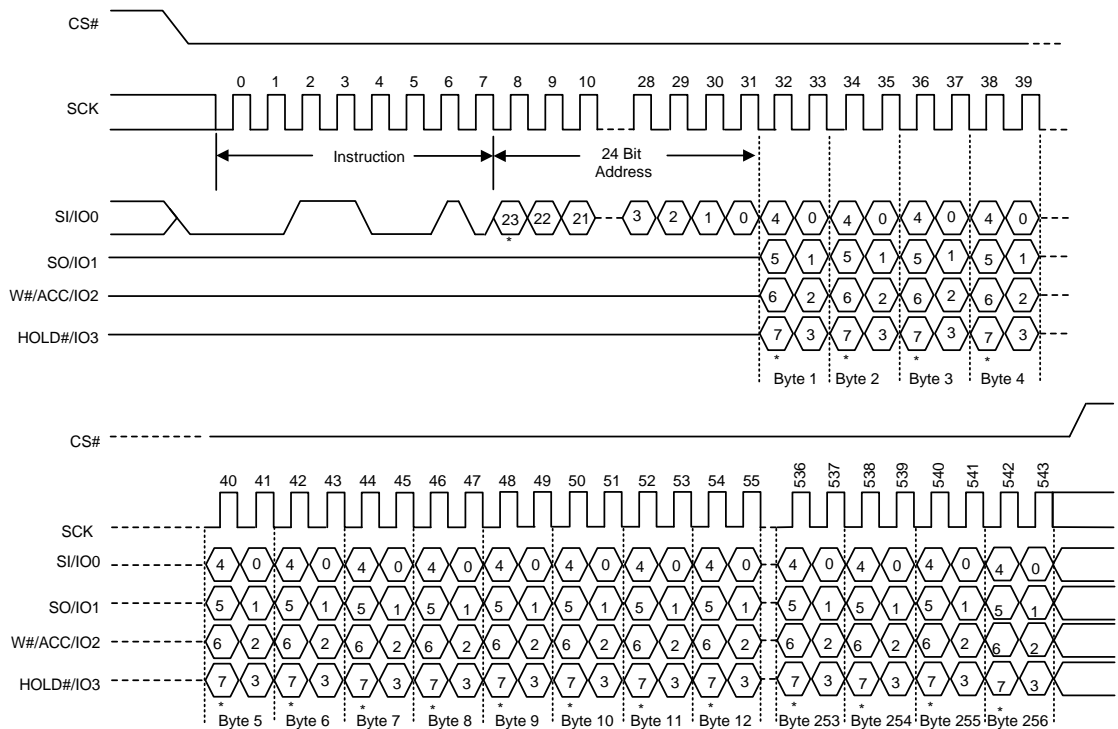 CS#
0 1 2 3 4 5 6 7 8 9 10 28 29 30 31 32 33 34 35 36 37 38 39
SCK
Instruction
24 Bit
Address
SI/IO0 23 22 21 3 2 1 0 4 0 4 0 4 0 4 0
*
SO/IO1 5 1 5 1 5 1 5 1
W#/ACC/IO2 6 2 6 2 6 2 6 2
HOLD#/IO3 7 3 7 3 7 3 7 3
* * * *
Byte 1 Byte 2 Byte 3 Byte 4
CS#
40 41 42 43 44 45 46 47 48 49 50 51 52 53 54 55 536 537 538 539 540 541 542 543
SCK
SI/IO0 4 0 4 0 4 0 4 0 4 0 4 0 4 0 4 0 4 0 4 0 4 0 4 0
SO/IO1 5 1 5 1 5 1 5 1 5 1 5 1 5 1 5 1 5 1 5 1 5 1 5 1
W#/ACC/IO2 6 2 6 2 6 2 6 2 6 2 6 2 6 2 6 2 6 2 6 2 6 2 6 2
HOLD#/IO3 7 3 7 3 7 3 7 3 7 3 7 3 7 3 7 3 7 3 7 3 7 3 7 3
* * * * * * * * * * * *
Byte 5 Byte 6 Byte 7 Byte 8 Byte 9 Byte 10 Byte 11 Byte 12 Byte 253 Byte 254 Byte 255 Byte 256